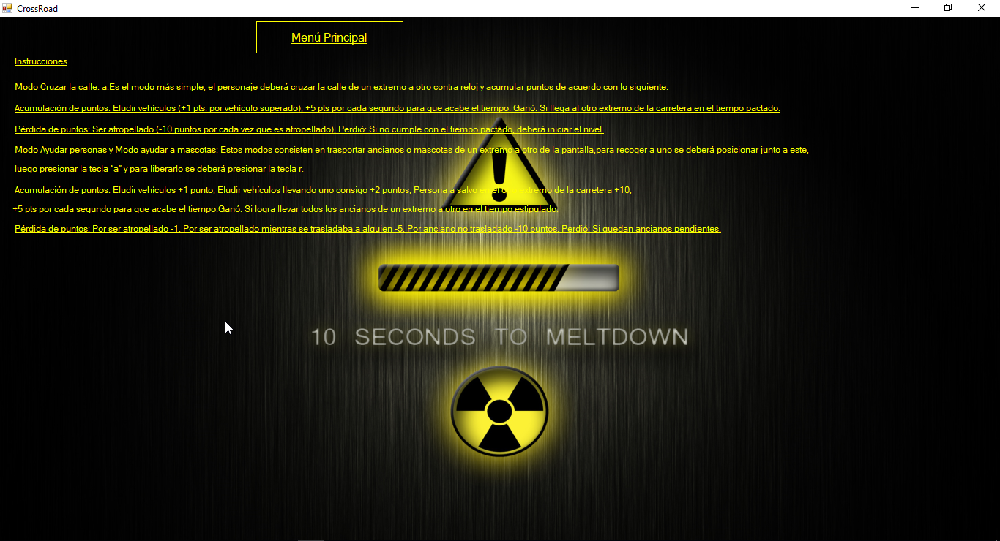 CrossRoad
Menú Principal
Instrucciones
Modo Cruzar la calle: a.Es el modo más simple, el personaje deberá cruzar la calle de un extremo a otro contra reloj y acumular puntos de acuerdo con lo siguiente:
Acumulación de puntos: Eludir vehículos (+1 pts. por vehículo superado), +5 pts por cada segundo para que acabe el tiempo. Ganó: Si llega al otro extremo de la carretera en el tiempo pactado.
Pérdida de puntos: Ser atropellado (-10 puntos por cada vez que es atropellado), Perdió: Si no cumple con el tiempo pactado, deberá iniciar el nivel.
Modo Ayudar personas y Modo ayudar a mascotas: Estos modos consisten en trasportar ancianos o mascotas de un extremo a otro de la pantalla,para recoger a uno se deberá posicionar junto a este,
luego presionar la tecla "a" y para liberarlo se deberá presionar la tecla r.
Acumulación de puntos: Eludir vehículos +1 punto, Eludir vehículos llevando uno consigo +2 puntos, Persona a salvo en el otro extremo de la carretera +10,
+5 pts por cada segundo para que acabe el tiempo.Ganó: Si logra llevar todos los ancianos de un extremo a otro en el tiempo estipulado,
Pérdida de puntos: Por ser atropellado -1, Por ser atropellado mientras se trasladaba a alguien -5, Por anciano no trasladado -10 puntos. Perdió: Si quedan ancianos pendientes.
10 SECONDS TO MELTDOWN